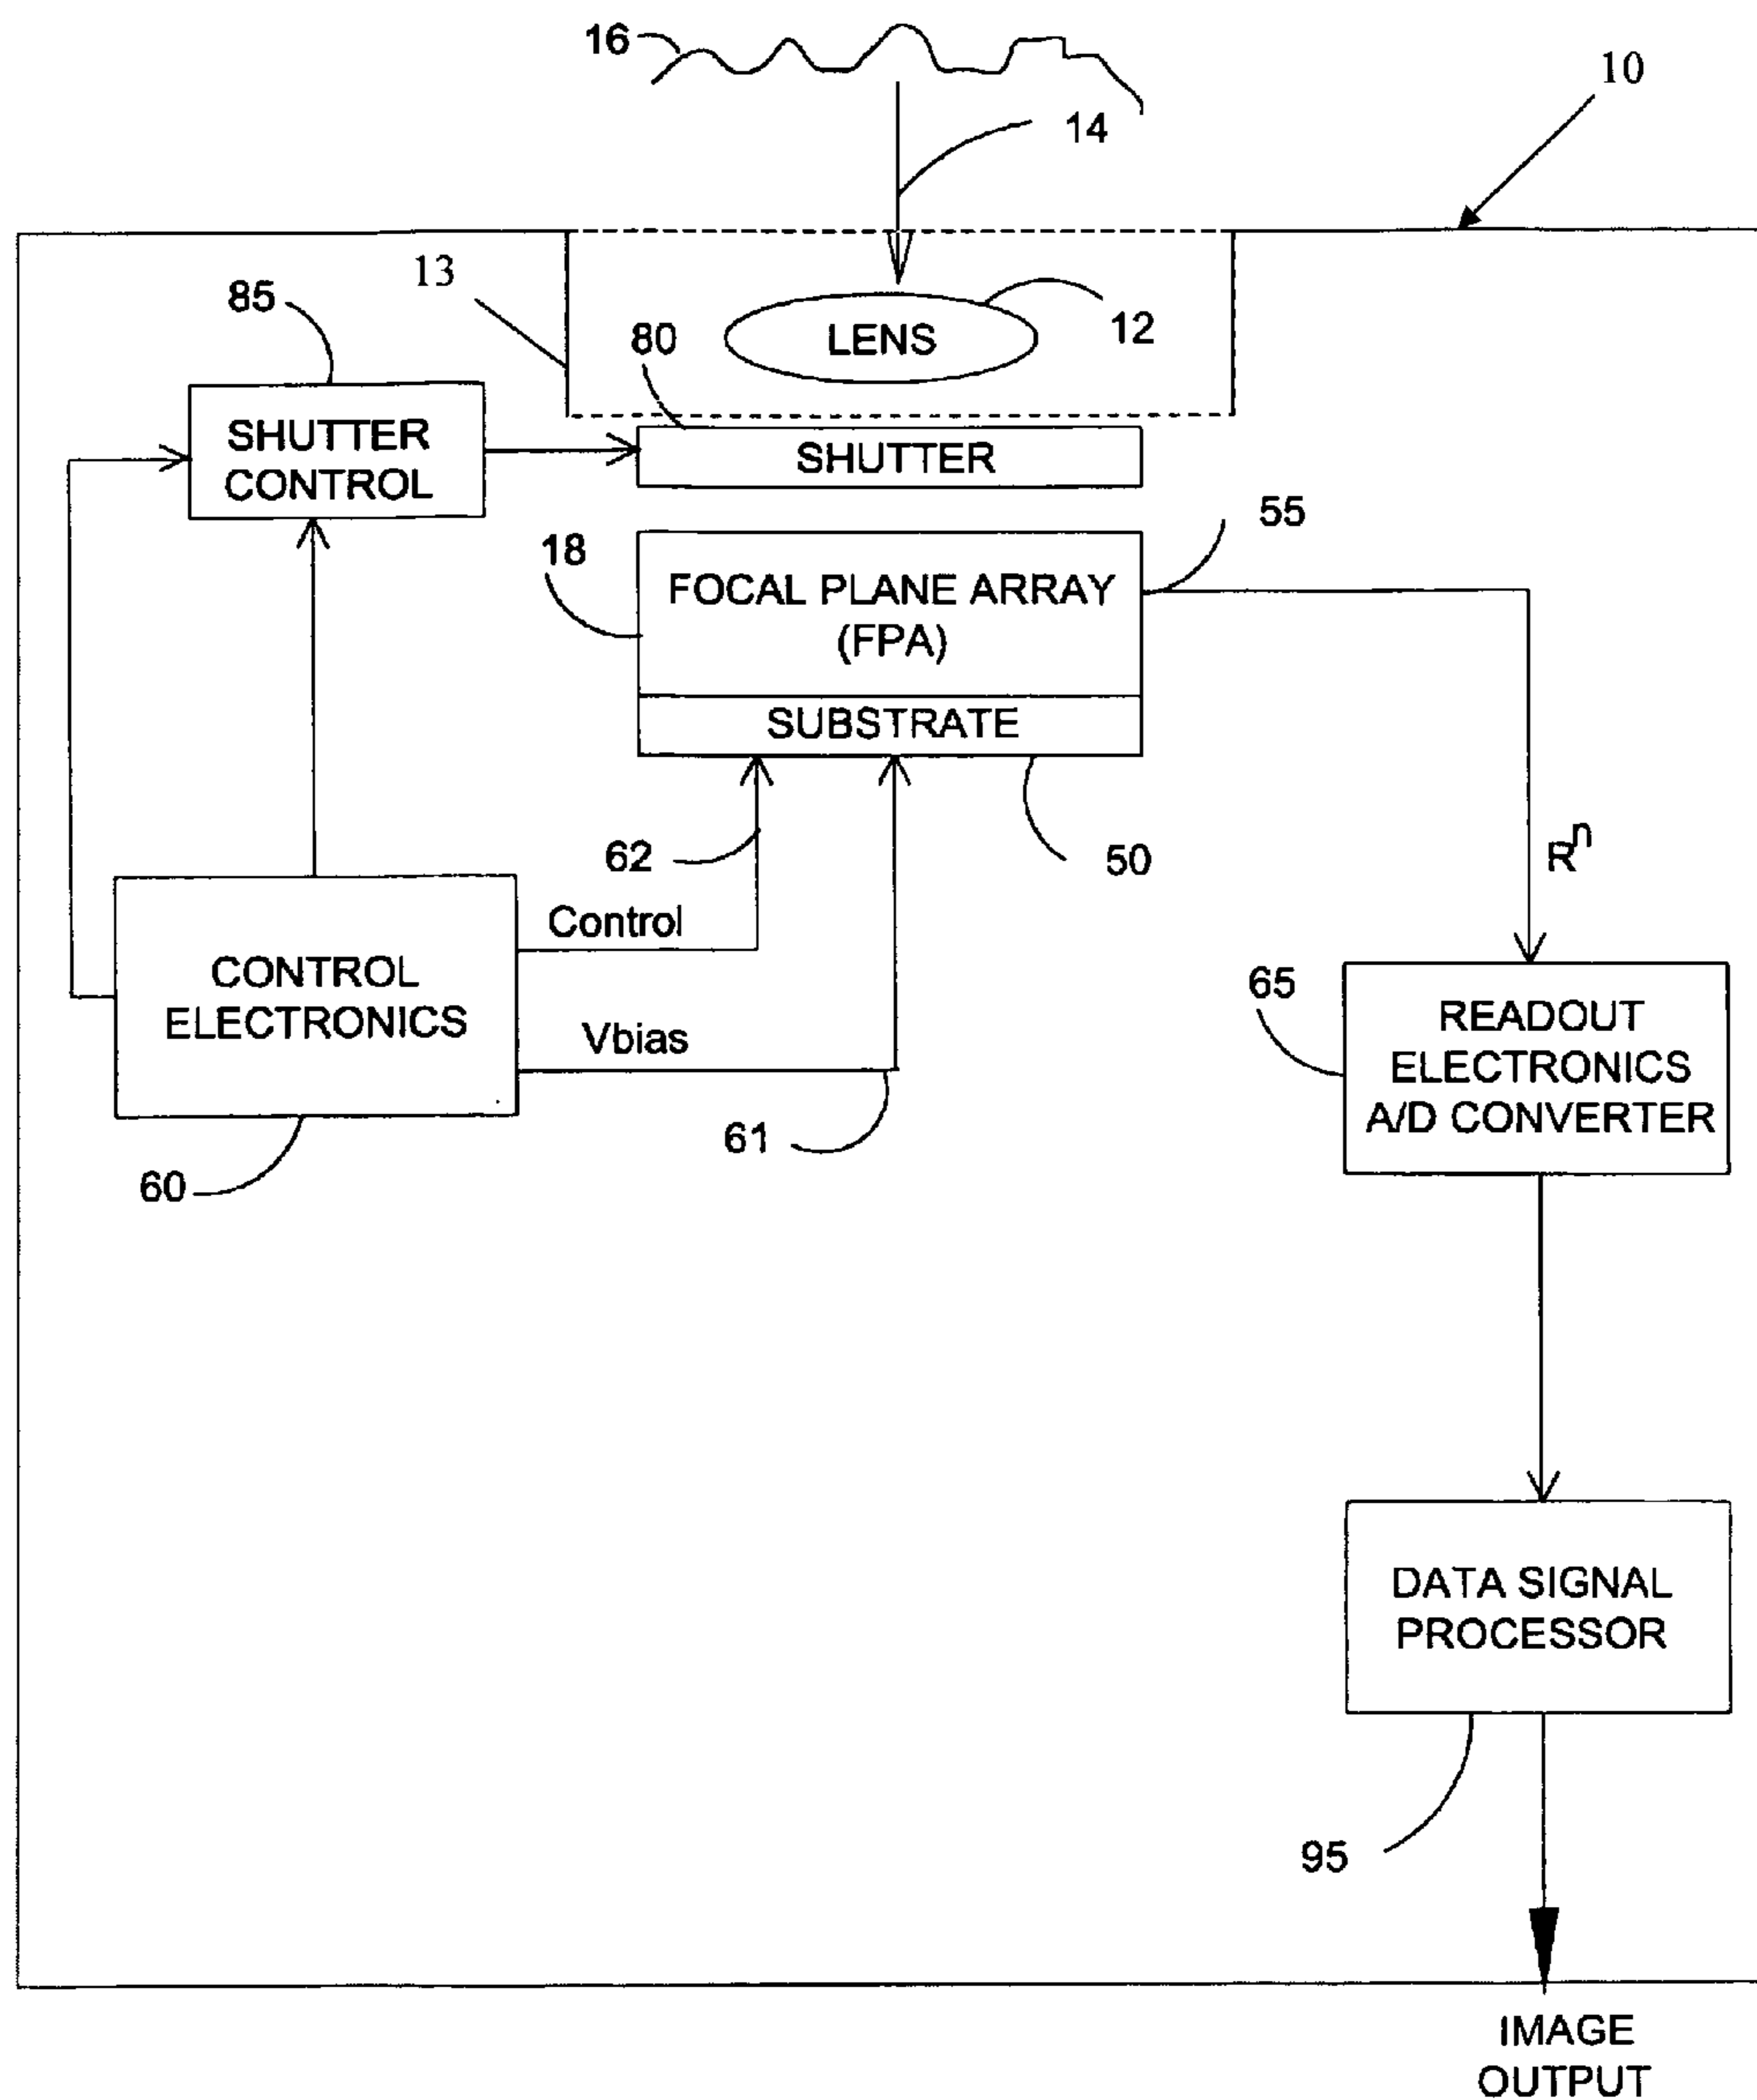 16
10
14
13
85
12
LENS
80
SHUTTER
CONTROL
SHUTTER
55
18
FOCAL PLANE ARRAY
(FPA)
SUBSTRATE
62
50
Rⁿ
Control
CONTROL
ELECTRONICS
65
READOUT
ELECTRONICS
A/D CONVERTER
Vbias
61
60
DATA SIGNAL
PROCESSOR
95
IMAGE
OUTPUT